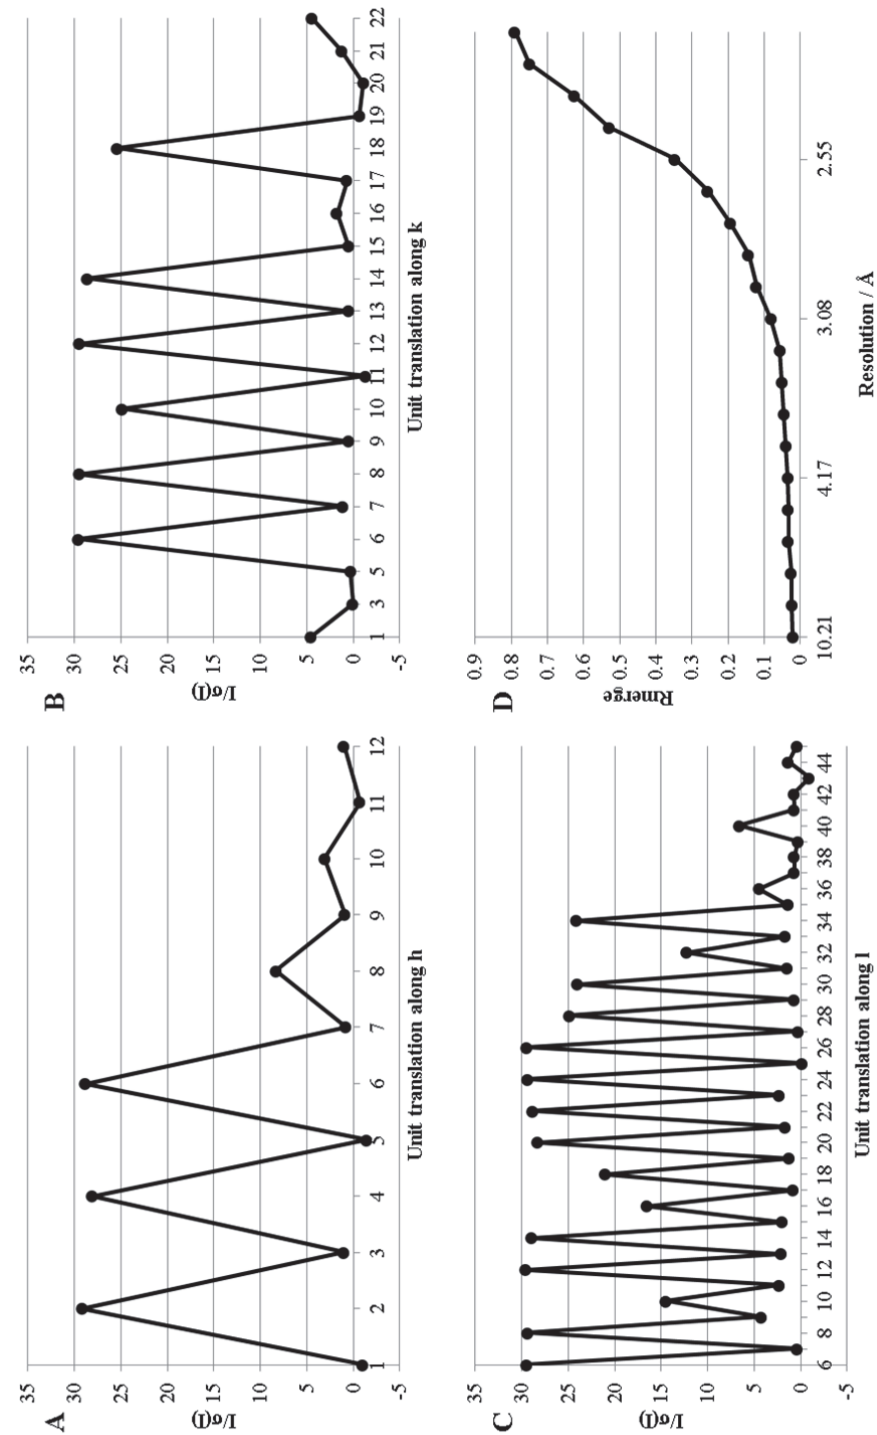 A
I/σ(I)
35
30
25
20
15
10
5
0
-5
1 2 3 4 5 6 7 8 9 10 11 12
Unit translation along h
B
I/σ(I)
35
30
25
20
15
10
5
0
-5
1 3 5 6 7 8 9 10 11 12 13 14 15 16 17 18 19 20 21 22
Unit translation along k
C
I/σ(I)
35
30
25
20
15
10
5
0
-5
6 8 10 12 14 16 18 20 22 24 26 28 30 32 34 36 38 40 42 44
Unit translation along l
D
Rmerge
0.9
0.8
0.7
0.6
0.5
0.4
0.3
0.2
0.1
0
10.21 4.17 3.08 2.55
Resolution / Å